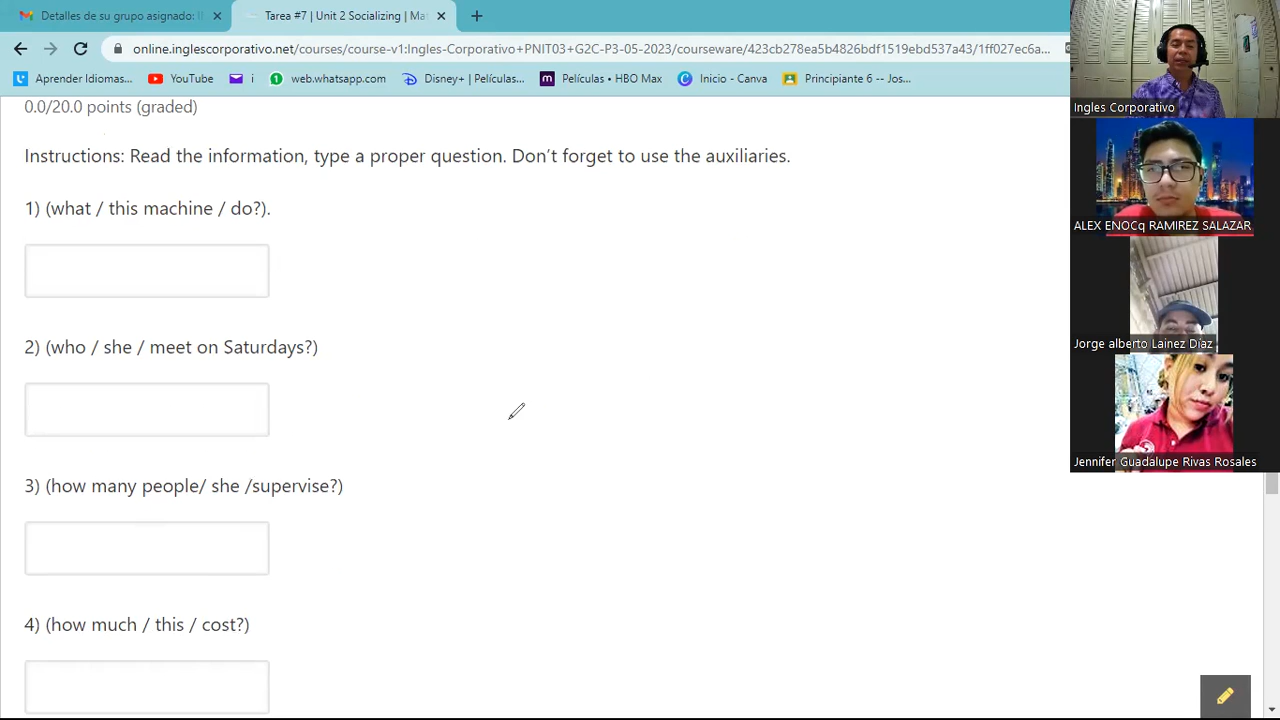 Detalles de su grupo asignado: I
Tarea #7 | Unit 2 Socializing | Ma
online.inglescorporativo.net/courses/course-v1:Ingles-Corporativo+PNIT03+G2C-P3-05-2023/courseware/
Aprender Idiomas...
YouTube
i
web.whatsapp.com
Disney+ | Películas...
Películas · HBO Max
Inicio - Canva
Principiante 6 -- Jos...
0.0/20.0 points (graded)
Instructions: Read the information, type a proper question. Don’t forget to use the auxiliaries.
1) (what / this machine / do?).
2) (who / she / meet on Saturdays?)
3) (how many people/ she /supervise?)
4) (how much / this / cost?)
Ingles Corporativo
ALEX ENOCq RAMIREZ SALAZAR
Jorge alberto Lainez Diaz
Jennifer Guadalupe Rivas Rosales